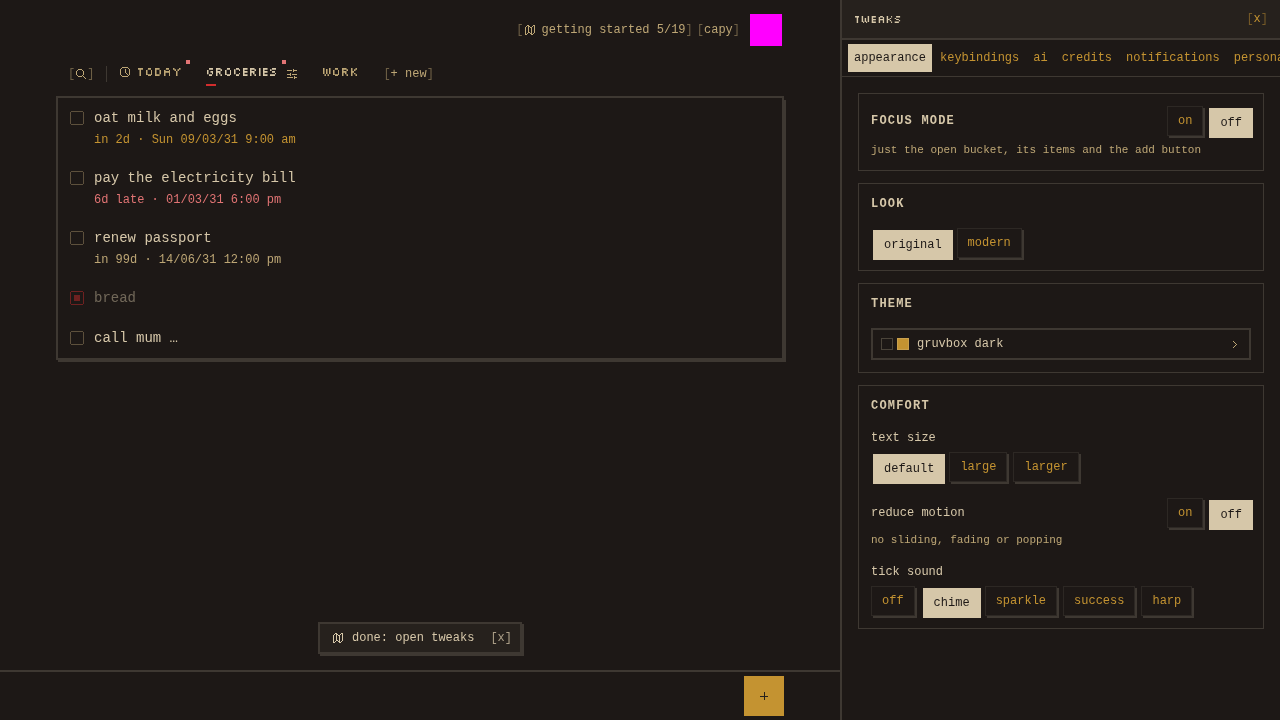 [getting started 5/19] [capy]
TODAY GROCERIES WORK [+ new]
oat milk and eggs
in 2d · Sun 09/03/31 9:00 am
pay the electricity bill
6d late · 01/03/31 6:00 pm
renew passport
in 99d · 14/06/31 12:00 pm
bread
call mum …
done: open tweaks [x]
+
TWEAKS [x]
appearance keybindings ai credits notifications persona
FOCUS MODE on off
just the open bucket, its items and the add button
LOOK
original modern
THEME
gruvbox dark
COMFORT
text size
default large larger
reduce motion on off
no sliding, fading or popping
tick sound
off chime sparkle success harp